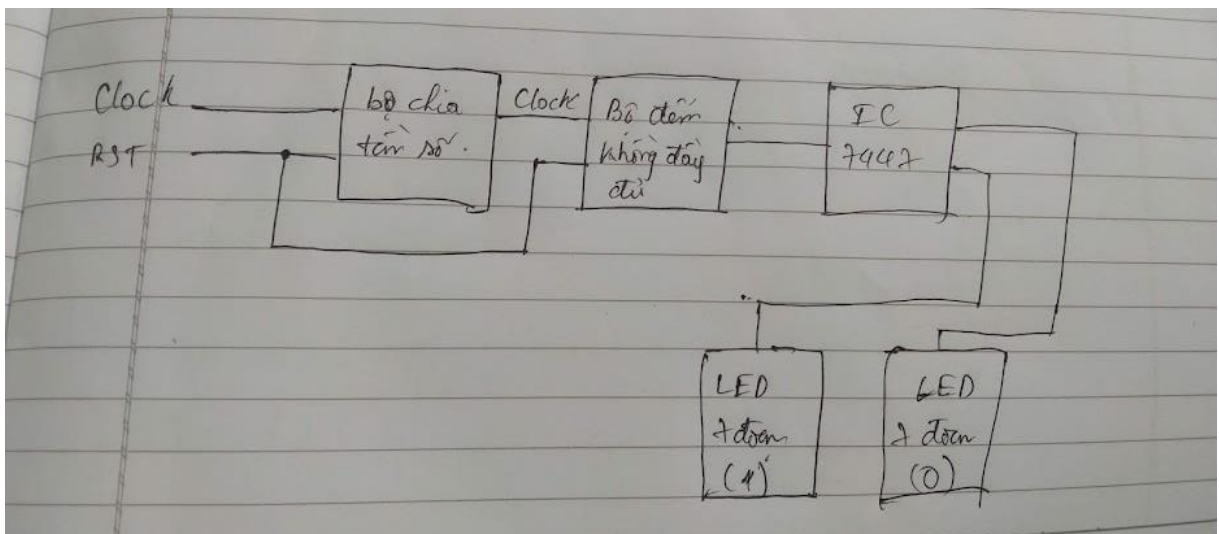 Clock
RST
bộ chia
tần số.
Clock
Bộ đếm
không đầy
đủ
IC
7447
LED
7 đoạn
(1)
LED
7 đoạn
(0)